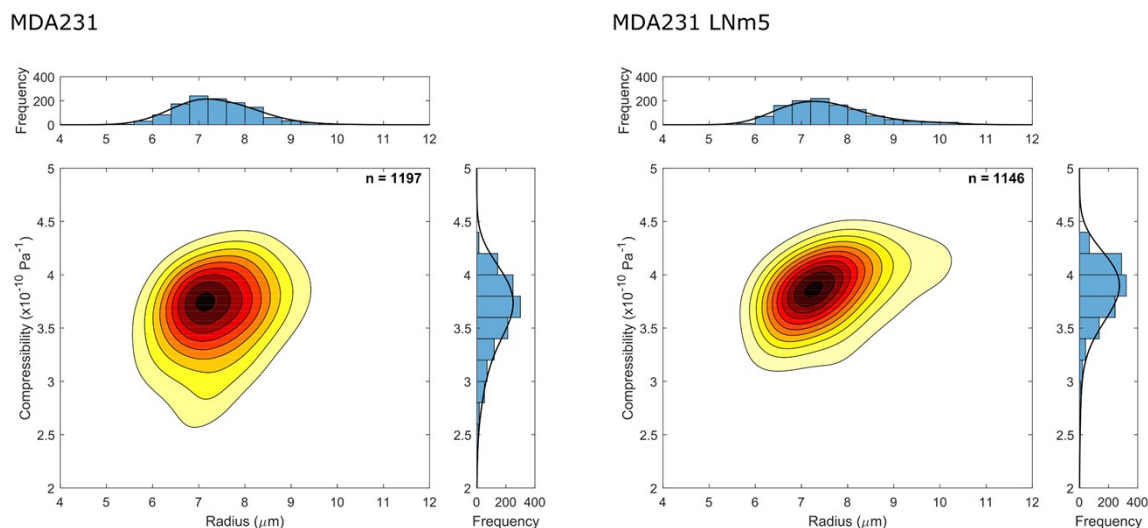 MDA231
MDA231 LNm5
Frequency
400
200
0
4 5 6 7 8 9 10 11 12
Frequency
400
200
0
4 5 6 7 8 9 10 11 12
n = 1197
Compressibility (x10⁻¹⁰ Pa⁻¹)
5
4.5
4
3.5
3
2.5
2
4 5 6 7 8 9 10 11 12
Radius (μm)
5
4.5
4
3.5
3
2.5
2
0 200 400
Frequency
n = 1146
Compressibility (x10⁻¹⁰ Pa⁻¹)
5
4.5
4
3.5
3
2.5
2
4 5 6 7 8 9 10 11 12
Radius (μm)
5
4.5
4
3.5
3
2.5
2
0 200 400
Frequency